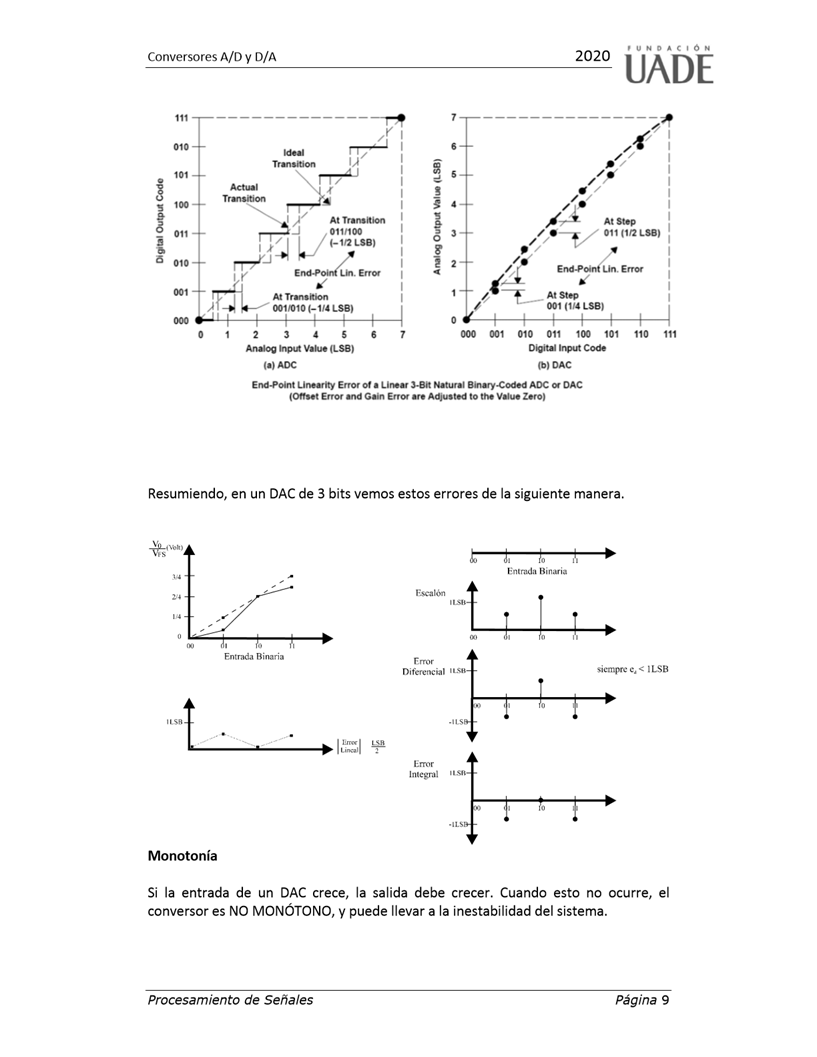 Conversores A/D y D/A
2020
FUNDACIÓN
UADE
111
010
101
100
011
010
001
000
Digital Output Code
Ideal
Transition
Actual
Transition
At Transition
011/100
(– 1/2 LSB)
End-Point Lin. Error
At Transition
001/010 (– 1/4 LSB)
0 1 2 3 4 5 6 7
Analog Input Value (LSB)
(a) ADC
7
6
5
4
3
2
1
0
Analog Output Value (LSB)
At Step
011 (1/2 LSB)
End-Point Lin. Error
At Step
001 (1/4 LSB)
000 001 010 011 100 101 110 111
Digital Input Code
(b) DAC
End-Point Linearity Error of a Linear 3-Bit Natural Binary-Coded ADC or DAC
(Offset Error and Gain Error are Adjusted to the Value Zero)
Resumiendo, en un DAC de 3 bits vemos estos errores de la siguiente manera.
V0/VFS (Volt)
3/4
2/4
1/4
0
00 01 10 11
Entrada Binaria
1LSB
|Error Lineal| LSB/2
00 01 10 11
Entrada Binaria
Escalón
1LSB
00 01 10 11
Error
Diferencial 1LSB
siempre ed < 1LSB
00 01 10 11
-1LSB
Error
Integral 1LSB
00 01 10 11
-1LSB
Monotonía
Si la entrada de un DAC crece, la salida debe crecer. Cuando esto no ocurre, el
conversor es NO MONÓTONO, y puede llevar a la inestabilidad del sistema.
Procesamiento de Señales
Página 9